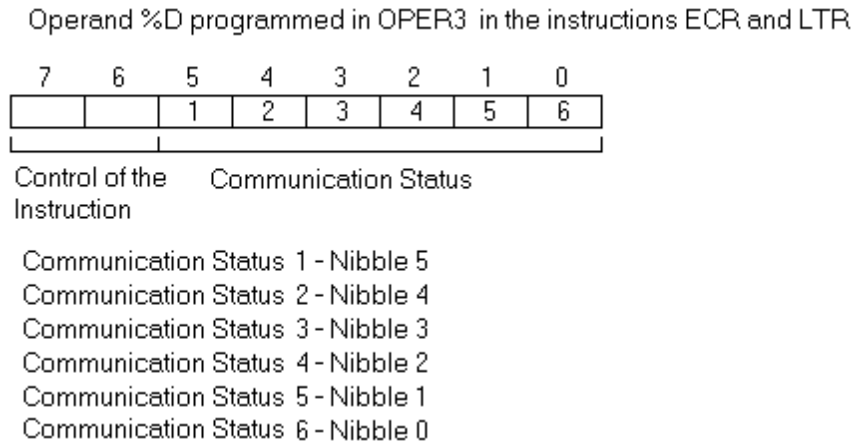 Operand %D programmed in OPER3 in the instructions ECR and LTR
7 6 5 4 3 2 1 0
1 2 3 4 5 6
Control of the Communication Status
Instruction
Communication Status 1 - Nibble 5
Communication Status 2 - Nibble 4
Communication Status 3 - Nibble 3
Communication Status 4 - Nibble 2
Communication Status 5 - Nibble 1
Communication Status 6 - Nibble 0